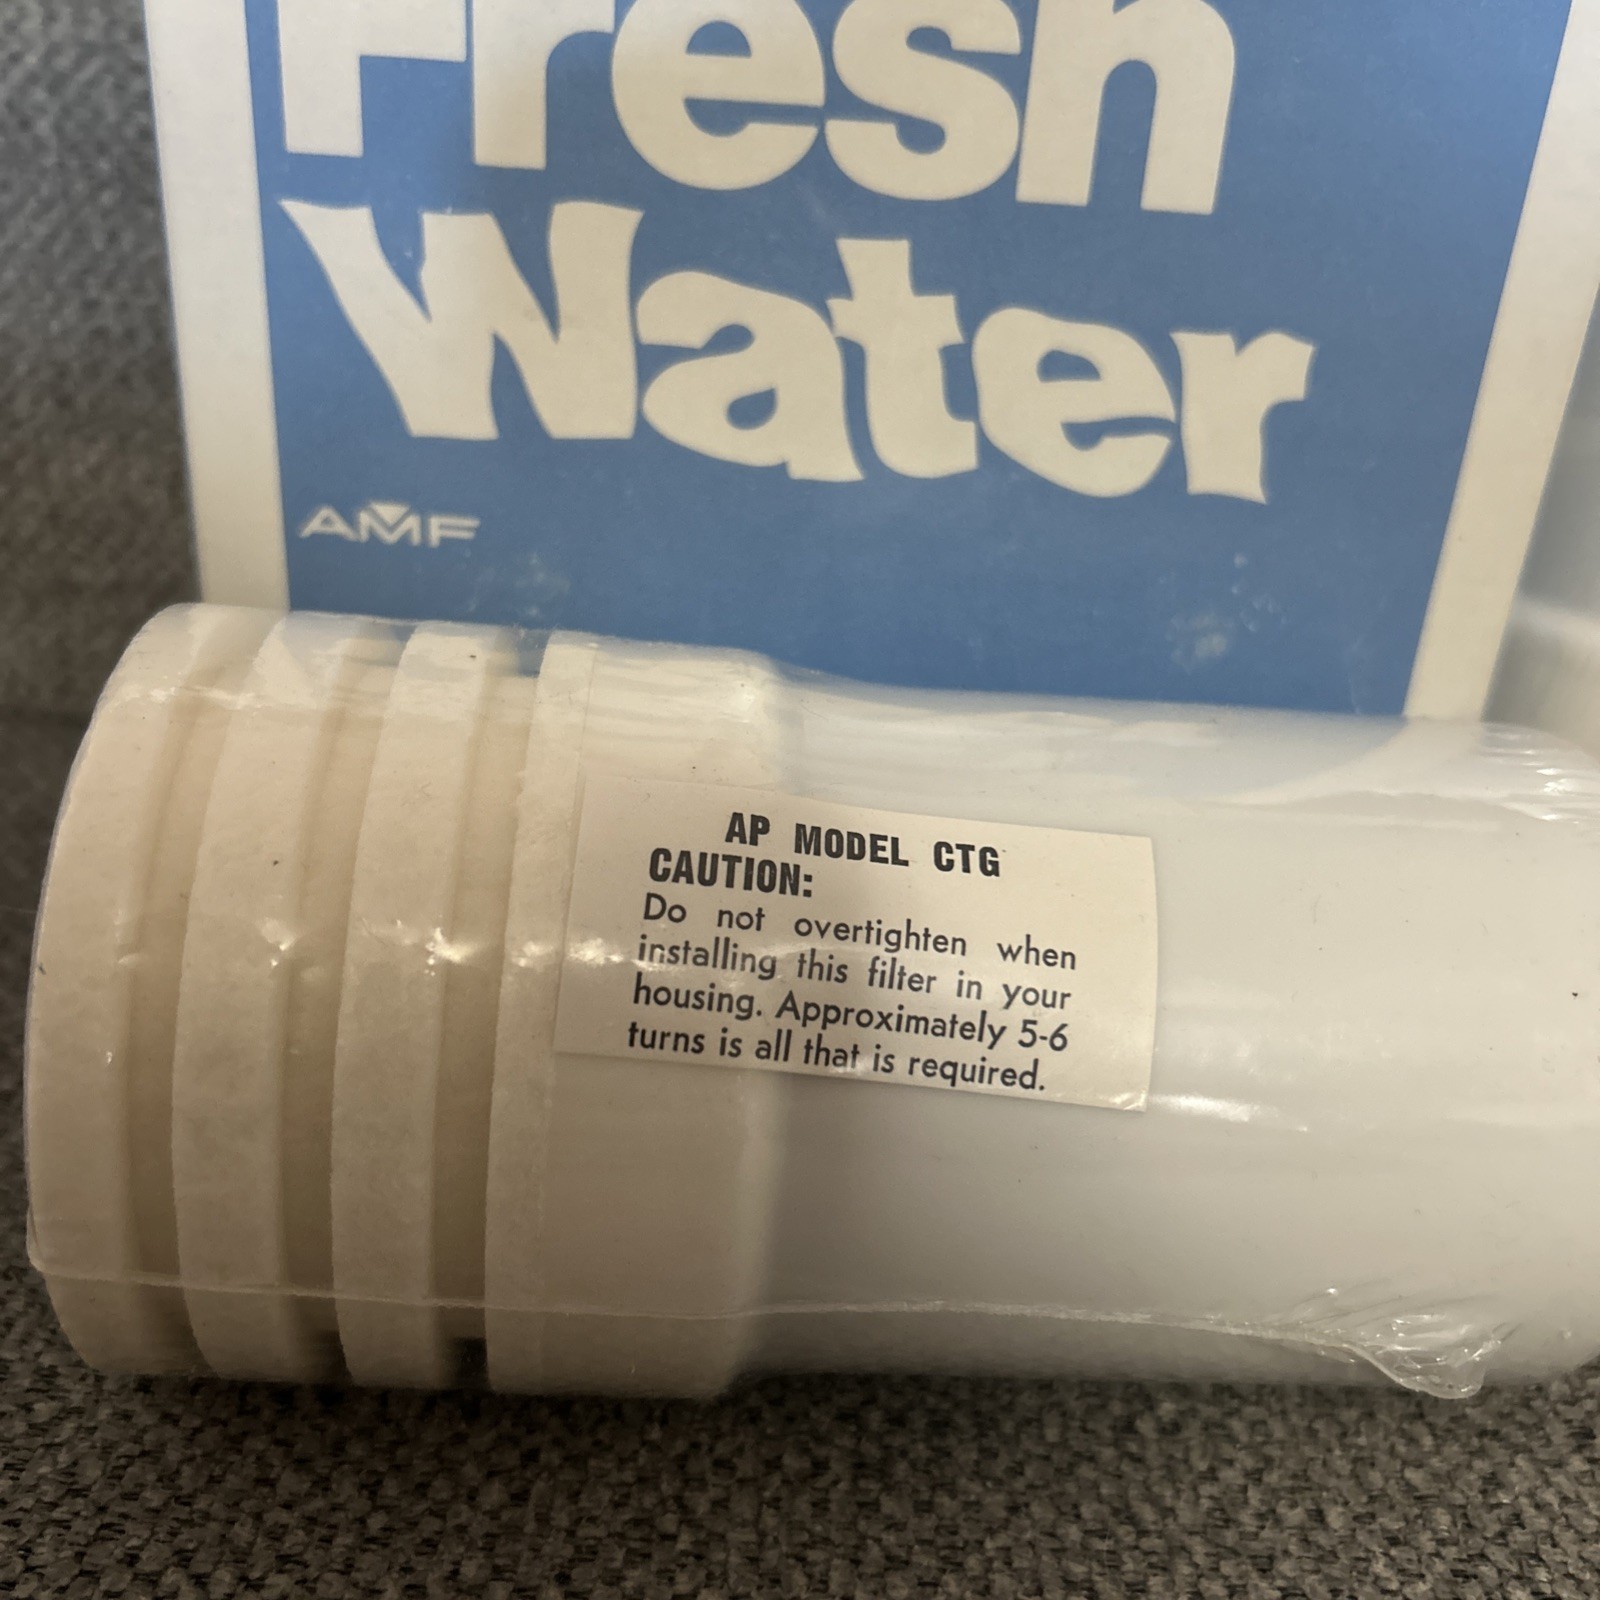 Fresh
Water
AMF
AP MODEL CTG
CAUTION:
Do not overtighten when
installing this filter in your
housing. Approximately 5-6
turns is all that is required.